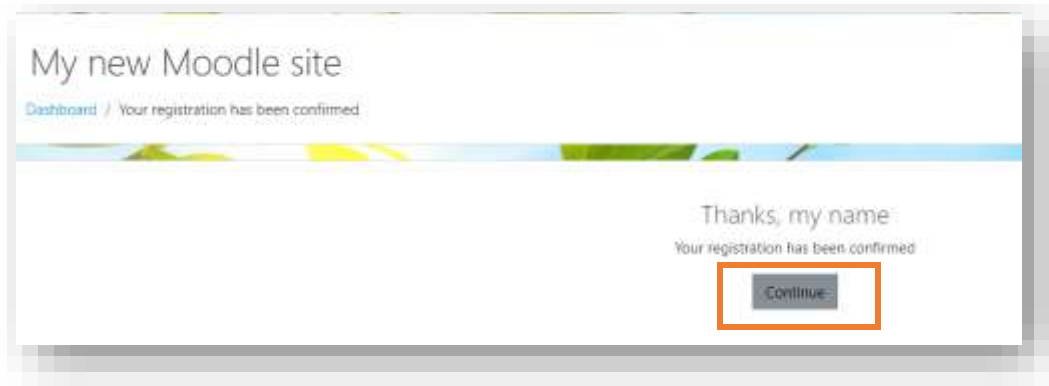 My new Moodle site
Dashboard / Your registration has been confirmed
Thanks, my name
Your registration has been confirmed
Continue